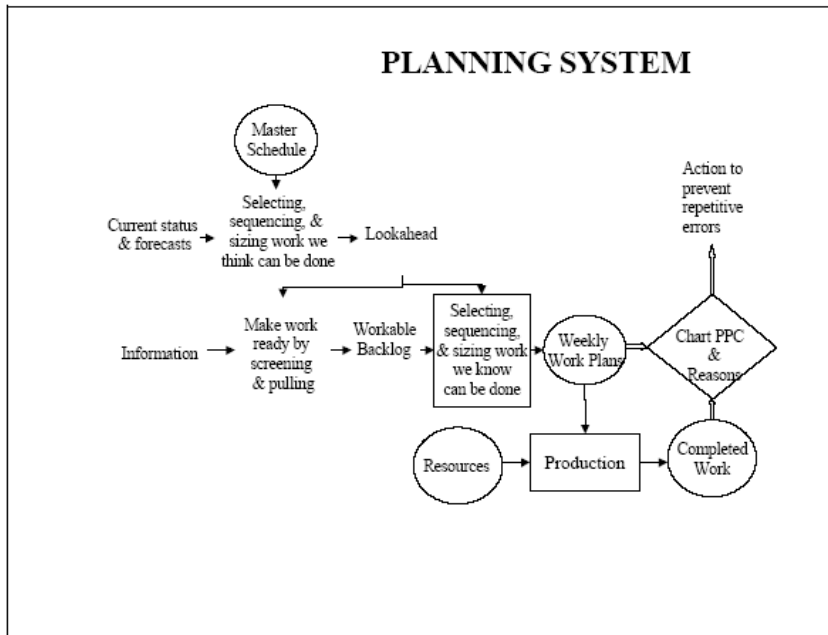 PLANNING SYSTEM
Master
Schedule
Selecting,
sequencing, &
sizing work we
think can be done
Current status
& forecasts
Lookahead
Action to
prevent
repetitive
errors
Information
Make work
ready by
screening
& pulling
Workable
Backlog
Selecting,
sequencing,
& sizing work
we know
can be done
Weekly
Work Plans
Chart PPC
&
Reasons
Resources
Production
Completed
Work